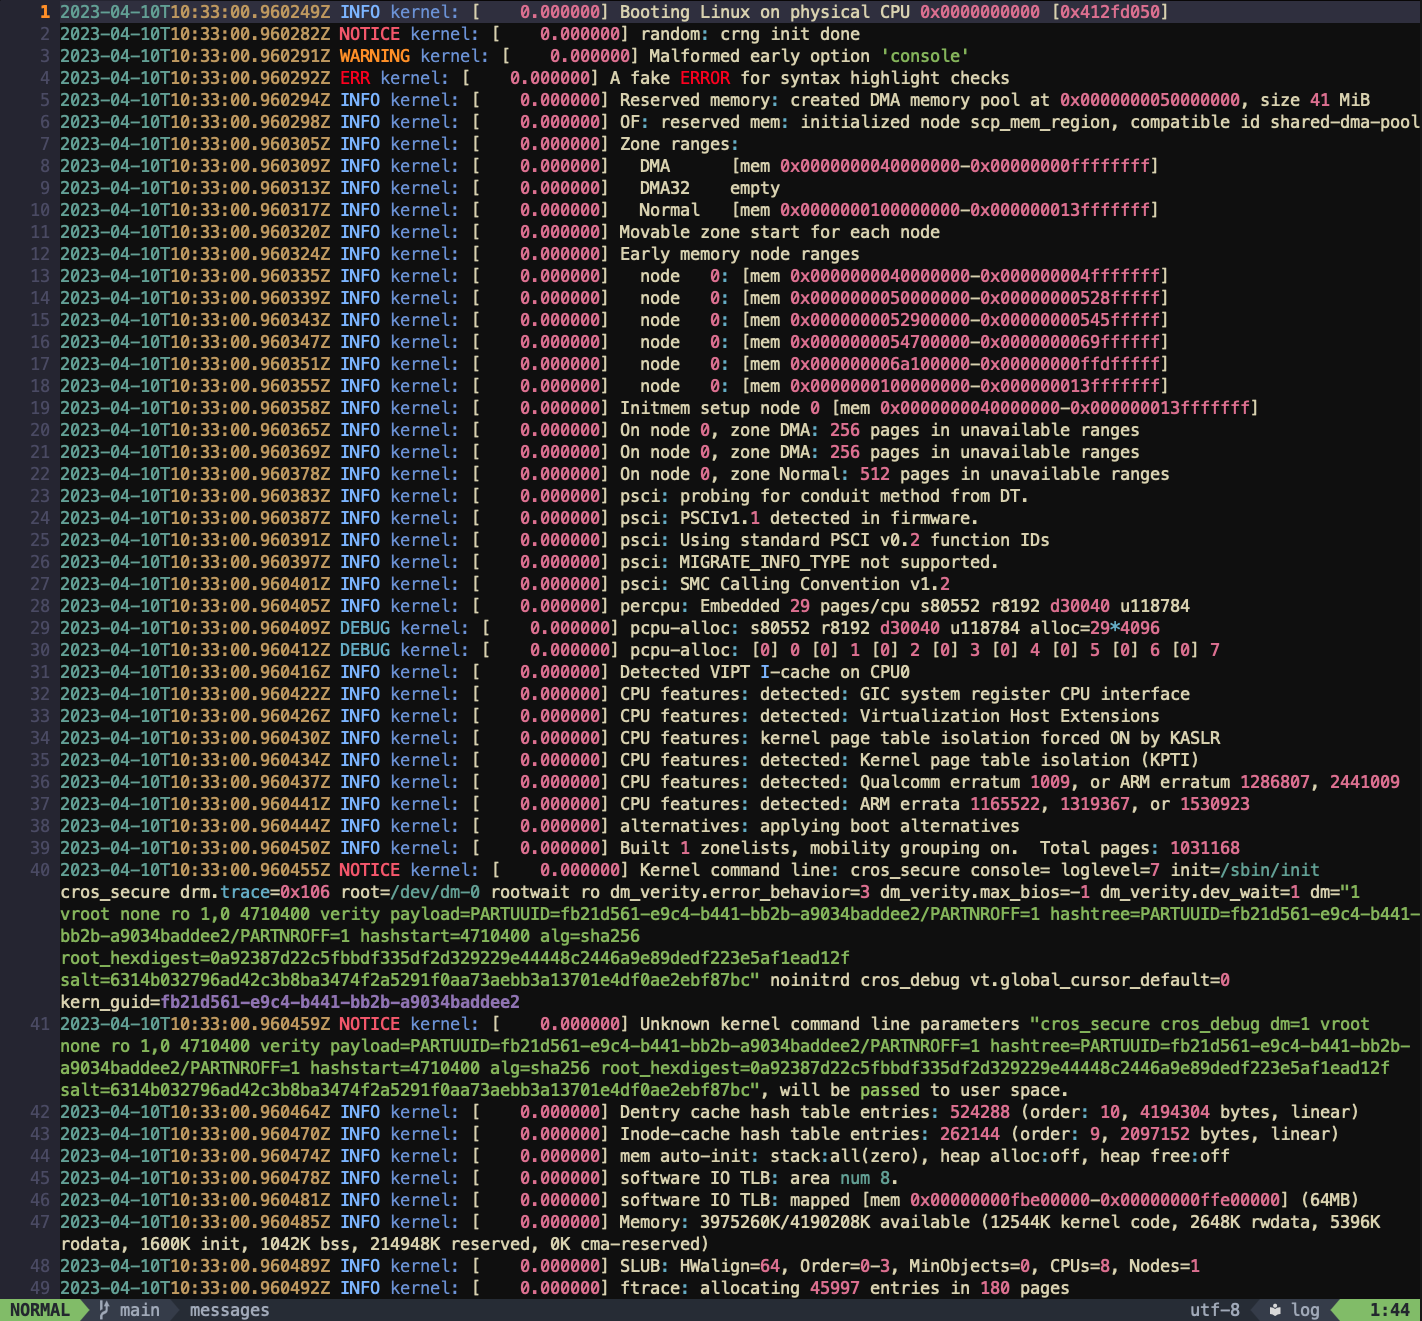 1 2023-04-10T10:33:00.960249Z INFO kernel: [    0.000000] Booting Linux on physical CPU 0x0000000000 [0x412fd050]
2 2023-04-10T10:33:00.960282Z NOTICE kernel: [    0.000000] random: crng init done
3 2023-04-10T10:33:00.960291Z WARNING kernel: [    0.000000] Malformed early option 'console'
4 2023-04-10T10:33:00.960292Z ERR kernel: [    0.000000] A fake ERROR for syntax highlight checks
5 2023-04-10T10:33:00.960294Z INFO kernel: [    0.000000] Reserved memory: created DMA memory pool at 0x0000000050000000, size 41 MiB
6 2023-04-10T10:33:00.960298Z INFO kernel: [    0.000000] OF: reserved mem: initialized node scp_mem_region, compatible id shared-dma-pool
7 2023-04-10T10:33:00.960305Z INFO kernel: [    0.000000] Zone ranges:
8 2023-04-10T10:33:00.960309Z INFO kernel: [    0.000000]   DMA      [mem 0x0000000040000000-0x00000000ffffffff]
9 2023-04-10T10:33:00.960313Z INFO kernel: [    0.000000]   DMA32    empty
10 2023-04-10T10:33:00.960317Z INFO kernel: [    0.000000]   Normal   [mem 0x0000000100000000-0x000000013fffffff]
11 2023-04-10T10:33:00.960320Z INFO kernel: [    0.000000] Movable zone start for each node
12 2023-04-10T10:33:00.960324Z INFO kernel: [    0.000000] Early memory node ranges
13 2023-04-10T10:33:00.960335Z INFO kernel: [    0.000000]   node   0: [mem 0x0000000040000000-0x000000004fffffff]
14 2023-04-10T10:33:00.960339Z INFO kernel: [    0.000000]   node   0: [mem 0x0000000050000000-0x00000000528fffff]
15 2023-04-10T10:33:00.960343Z INFO kernel: [    0.000000]   node   0: [mem 0x0000000052900000-0x00000000545fffff]
16 2023-04-10T10:33:00.960347Z INFO kernel: [    0.000000]   node   0: [mem 0x0000000054700000-0x0000000069ffffff]
17 2023-04-10T10:33:00.960351Z INFO kernel: [    0.000000]   node   0: [mem 0x000000006a100000-0x00000000ffdfffff]
18 2023-04-10T10:33:00.960355Z INFO kernel: [    0.000000]   node   0: [mem 0x0000000100000000-0x000000013fffffff]
19 2023-04-10T10:33:00.960358Z INFO kernel: [    0.000000] Initmem setup node 0 [mem 0x0000000040000000-0x000000013fffffff]
20 2023-04-10T10:33:00.960365Z INFO kernel: [    0.000000] On node 0, zone DMA: 256 pages in unavailable ranges
21 2023-04-10T10:33:00.960369Z INFO kernel: [    0.000000] On node 0, zone DMA: 256 pages in unavailable ranges
22 2023-04-10T10:33:00.960378Z INFO kernel: [    0.000000] On node 0, zone Normal: 512 pages in unavailable ranges
23 2023-04-10T10:33:00.960383Z INFO kernel: [    0.000000] psci: probing for conduit method from DT.
24 2023-04-10T10:33:00.960387Z INFO kernel: [    0.000000] psci: PSCIv1.1 detected in firmware.
25 2023-04-10T10:33:00.960391Z INFO kernel: [    0.000000] psci: Using standard PSCI v0.2 function IDs
26 2023-04-10T10:33:00.960397Z INFO kernel: [    0.000000] psci: MIGRATE_INFO_TYPE not supported.
27 2023-04-10T10:33:00.960401Z INFO kernel: [    0.000000] psci: SMC Calling Convention v1.2
28 2023-04-10T10:33:00.960405Z INFO kernel: [    0.000000] percpu: Embedded 29 pages/cpu s80552 r8192 d30040 u118784
29 2023-04-10T10:33:00.960409Z DEBUG kernel: [    0.000000] pcpu-alloc: s80552 r8192 d30040 u118784 alloc=29*4096
30 2023-04-10T10:33:00.960412Z DEBUG kernel: [    0.000000] pcpu-alloc: [0] 0 [0] 1 [0] 2 [0] 3 [0] 4 [0] 5 [0] 6 [0] 7
31 2023-04-10T10:33:00.960416Z INFO kernel: [    0.000000] Detected VIPT I-cache on CPU0
32 2023-04-10T10:33:00.960422Z INFO kernel: [    0.000000] CPU features: detected: GIC system register CPU interface
33 2023-04-10T10:33:00.960426Z INFO kernel: [    0.000000] CPU features: detected: Virtualization Host Extensions
34 2023-04-10T10:33:00.960430Z INFO kernel: [    0.000000] CPU features: kernel page table isolation forced ON by KASLR
35 2023-04-10T10:33:00.960434Z INFO kernel: [    0.000000] CPU features: detected: Kernel page table isolation (KPTI)
36 2023-04-10T10:33:00.960437Z INFO kernel: [    0.000000] CPU features: detected: Qualcomm erratum 1009, or ARM erratum 1286807, 2441009
37 2023-04-10T10:33:00.960441Z INFO kernel: [    0.000000] CPU features: detected: ARM errata 1165522, 1319367, or 1530923
38 2023-04-10T10:33:00.960444Z INFO kernel: [    0.000000] alternatives: applying boot alternatives
39 2023-04-10T10:33:00.960450Z INFO kernel: [    0.000000] Built 1 zonelists, mobility grouping on.  Total pages: 1031168
40 2023-04-10T10:33:00.960455Z NOTICE kernel: [    0.000000] Kernel command line: cros_secure console= loglevel=7 init=/sbin/init
cros_secure drm.trace=0x106 root=/dev/dm-0 rootwait ro dm_verity.error_behavior=3 dm_verity.max_bios=-1 dm_verity.dev_wait=1 dm="1
vroot none ro 1,0 4710400 verity payload=PARTUUID=fb21d561-e9c4-b441-bb2b-a9034baddee2/PARTNROFF=1 hashtree=PARTUUID=fb21d561-e9c4-b441-
bb2b-a9034baddee2/PARTNROFF=1 hashstart=4710400 alg=sha256
root_hexdigest=0a92387d22c5fbbdf335df2d329229e44448c2446a9e89dedf223e5af1ead12f
salt=6314b032796ad42c3b8ba3474f2a5291f0aa73aebb3a13701e4df0ae2ebf87bc" noinitrd cros_debug vt.global_cursor_default=0
kern_guid=fb21d561-e9c4-b441-bb2b-a9034baddee2
41 2023-04-10T10:33:00.960459Z NOTICE kernel: [    0.000000] Unknown kernel command line parameters "cros_secure cros_debug dm=1 vroot
none ro 1,0 4710400 verity payload=PARTUUID=fb21d561-e9c4-b441-bb2b-a9034baddee2/PARTNROFF=1 hashtree=PARTUUID=fb21d561-e9c4-b441-bb2b-
a9034baddee2/PARTNROFF=1 hashstart=4710400 alg=sha256 root_hexdigest=0a92387d22c5fbbdf335df2d329229e44448c2446a9e89dedf223e5af1ead12f
salt=6314b032796ad42c3b8ba3474f2a5291f0aa73aebb3a13701e4df0ae2ebf87bc", will be passed to user space.
42 2023-04-10T10:33:00.960464Z INFO kernel: [    0.000000] Dentry cache hash table entries: 524288 (order: 10, 4194304 bytes, linear)
43 2023-04-10T10:33:00.960470Z INFO kernel: [    0.000000] Inode-cache hash table entries: 262144 (order: 9, 2097152 bytes, linear)
44 2023-04-10T10:33:00.960474Z INFO kernel: [    0.000000] mem auto-init: stack:all(zero), heap alloc:off, heap free:off
45 2023-04-10T10:33:00.960478Z INFO kernel: [    0.000000] software IO TLB: area num 8.
46 2023-04-10T10:33:00.960481Z INFO kernel: [    0.000000] software IO TLB: mapped [mem 0x00000000fbe00000-0x00000000ffe00000] (64MB)
47 2023-04-10T10:33:00.960485Z INFO kernel: [    0.000000] Memory: 3975260K/4190208K available (12544K kernel code, 2648K rwdata, 5396K
rodata, 1600K init, 1042K bss, 214948K reserved, 0K cma-reserved)
48 2023-04-10T10:33:00.960489Z INFO kernel: [    0.000000] SLUB: HWalign=64, Order=0-3, MinObjects=0, CPUs=8, Nodes=1
49 2023-04-10T10:33:00.960492Z INFO kernel: [    0.000000] ftrace: allocating 45997 entries in 180 pages
NORMAL main messages utf-8 log 1:44